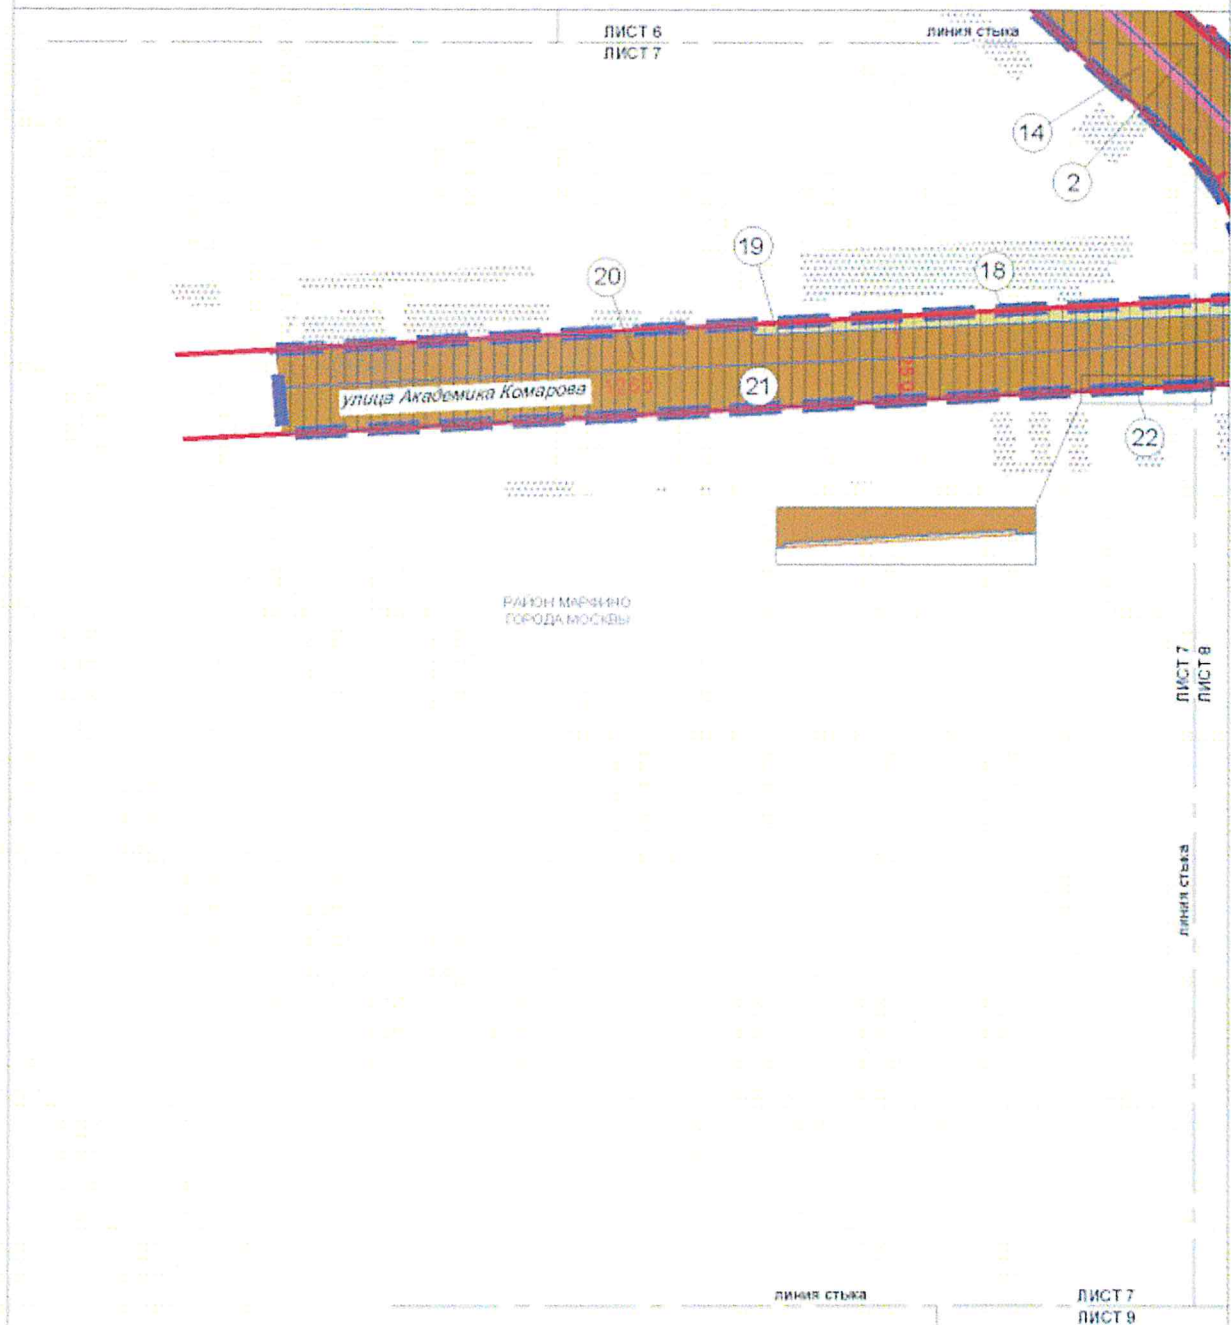 ЛИСТ 6
линия стыка
ЛИСТ 7
14
2
19
20
18
улица Академика Комарова
21
22
РАЙОН МАРФИНО
ГОРОДА МОСКВЫ
ЛИСТ 7
ЛИСТ 8
линия стыка
линия стыка
ЛИСТ 7
ЛИСТ 9